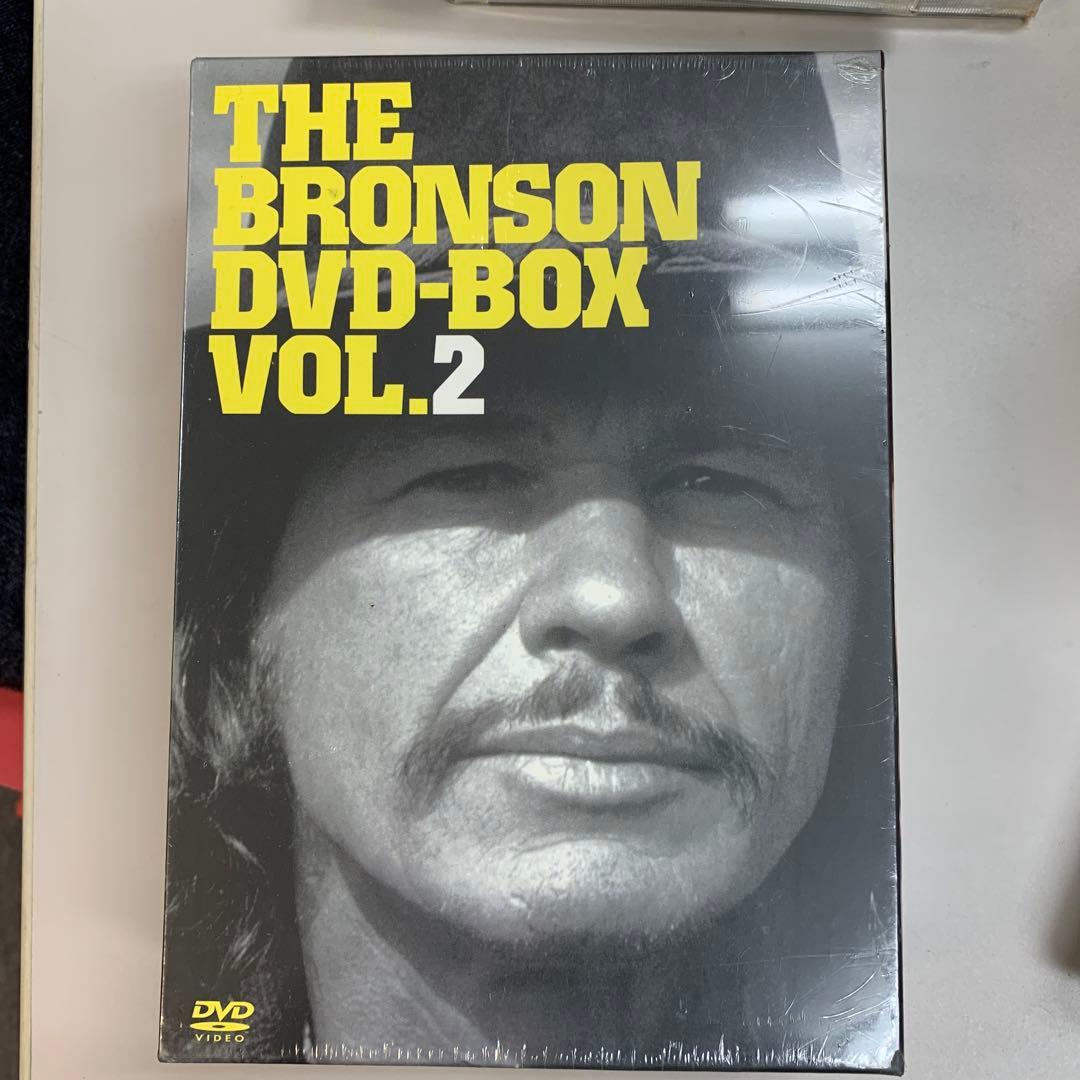 THE
BRONSON
DVD-BOX
VOL.2
DVD
VIDEO